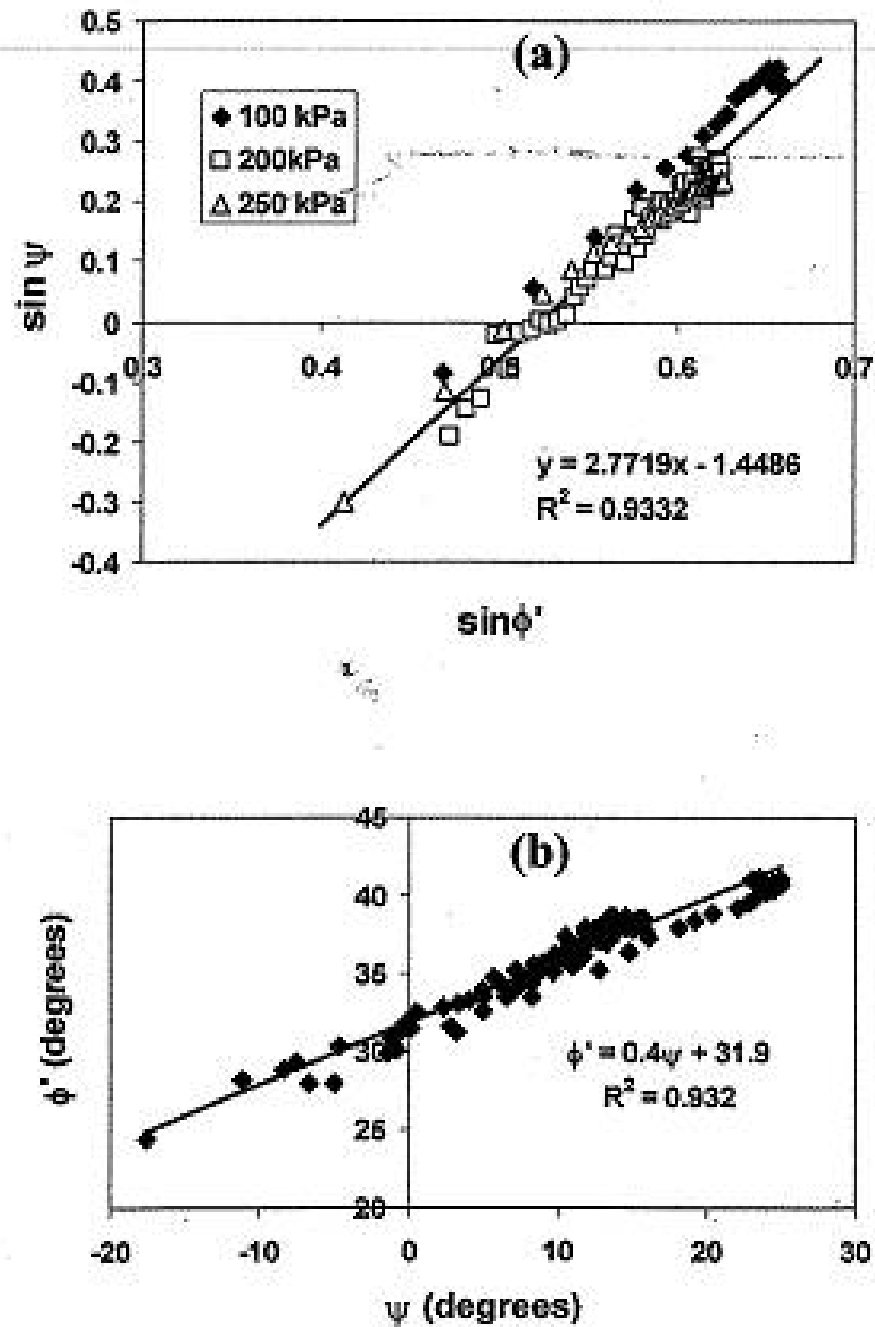 0.5
(a)
0.4
100 kPa
0.3
200kPa
0.2
250 kPa
0.1
sin ψ
0
0.3 0.4 0.5 0.6 0.7
-0.1
-0.2
y = 2.7719x - 1.4486
-0.3
R² = 0.9332
-0.4
sinϕ'
45
(b)
40
35
ϕ' (degrees)
30
ϕ' = 0.4ψ + 31.9
R² = 0.932
25
20
-20 -10 0 10 20 30
ψ (degrees)